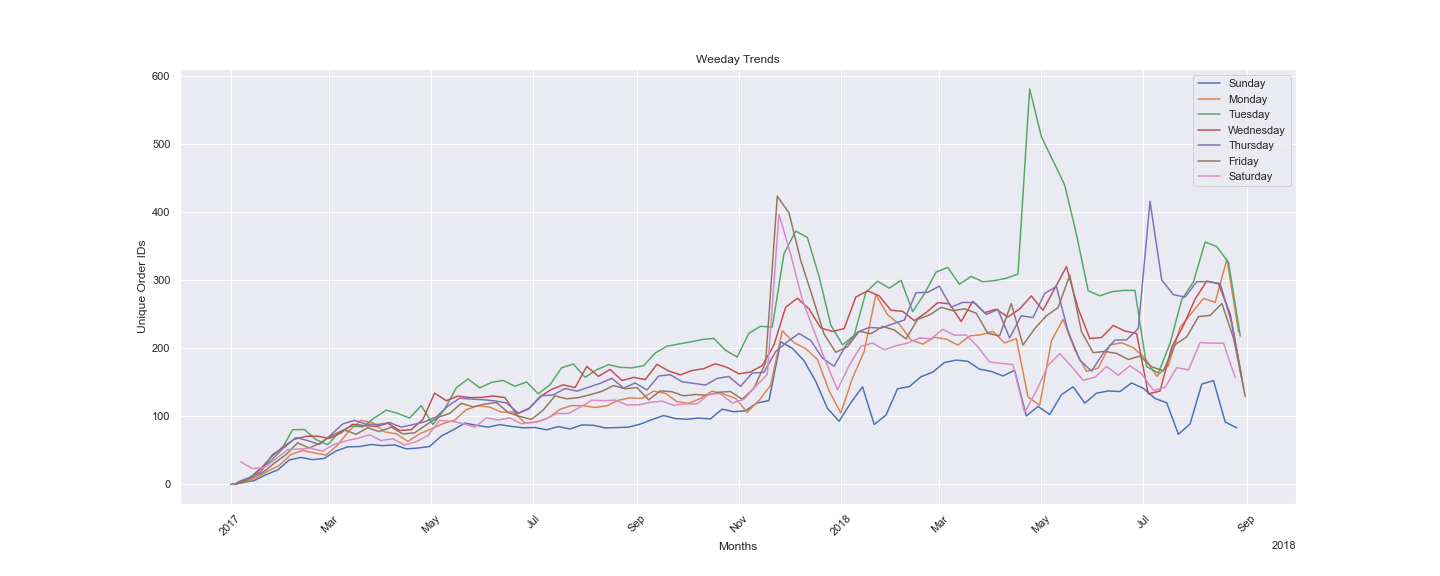 Weeday Trends
600
500
400
300
200
100
0
Unique Order IDs
Sunday
Monday
Tuesday
Wednesday
Thursday
Friday
Saturday
2017
Mar
May
Jul
Sep
Nov
2018
Mar
May
Jul
Sep
Months
2018